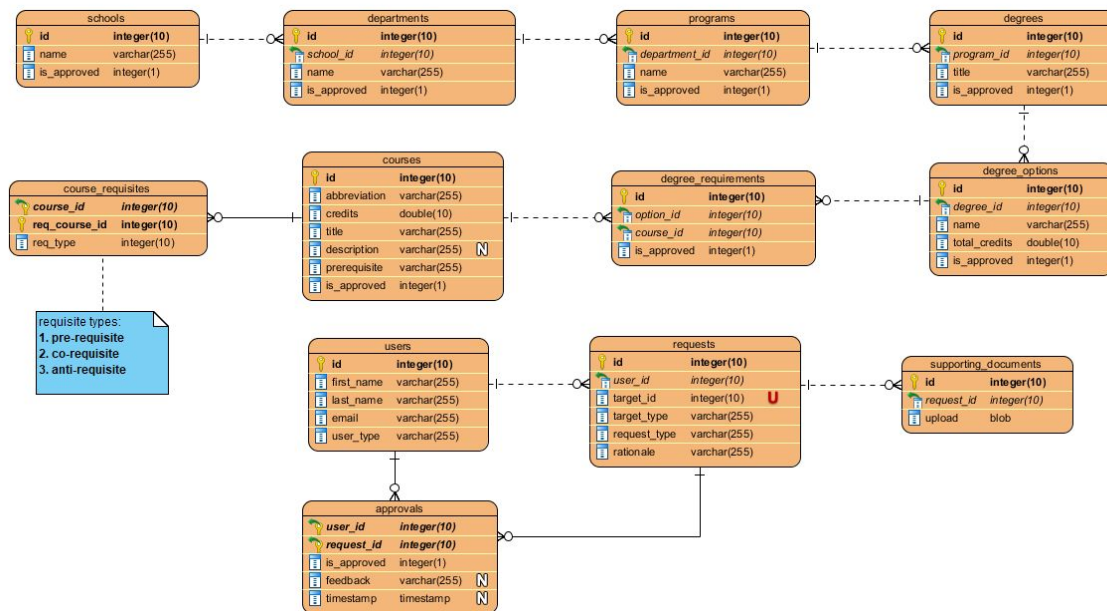 schools
id integer(10)
name varchar(255)
is_approved integer(1)
departments
id integer(10)
school_id integer(10)
name varchar(255)
is_approved integer(1)
programs
id integer(10)
department_id integer(10)
name varchar(255)
is_approved integer(1)
degrees
id integer(10)
program_id integer(10)
title varchar(255)
is_approved integer(1)
course_requisites
course_id integer(10)
req_course_id integer(10)
req_type integer(10)
courses
id integer(10)
abbreviation varchar(255)
credits double(10)
title varchar(255)
description varchar(255) N
prerequisite varchar(255)
is_approved integer(1)
degree_requirements
id integer(10)
option_id integer(10)
course_id integer(10)
is_approved integer(1)
degree_options
id integer(10)
degree_id integer(10)
name varchar(255)
total_credits double(10)
is_approved integer(1)
requisite types:
1. pre-requisite
2. co-requisite
3. anti-requisite
users
id integer(10)
first_name varchar(255)
last_name varchar(255)
email varchar(255)
user_type varchar(255)
requests
id integer(10)
user_id integer(10)
target_id integer(10) U
target_type varchar(255)
request_type varchar(255)
rationale varchar(255)
supporting_documents
id integer(10)
request_id integer(10)
upload blob
approvals
user_id integer(10)
request_id integer(10)
is_approved integer(1)
feedback varchar(255) N
timestamp timestamp N